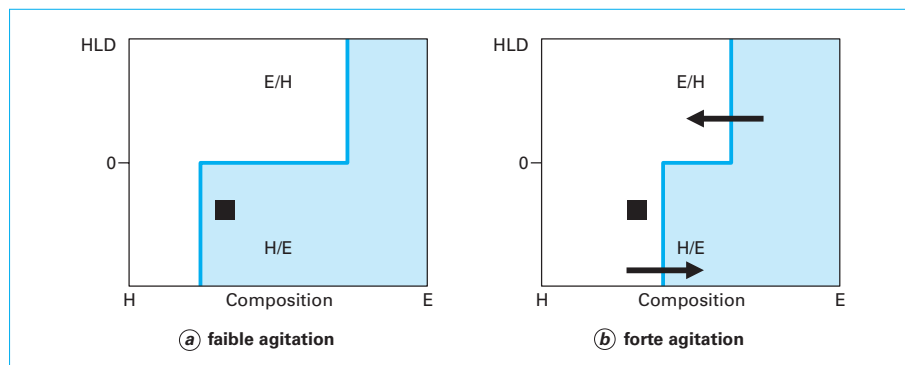 HLD
E/H
0
H/E
H
Composition
E
a faible agitation
HLD
E/H
0
H/E
H
Composition
E
b forte agitation